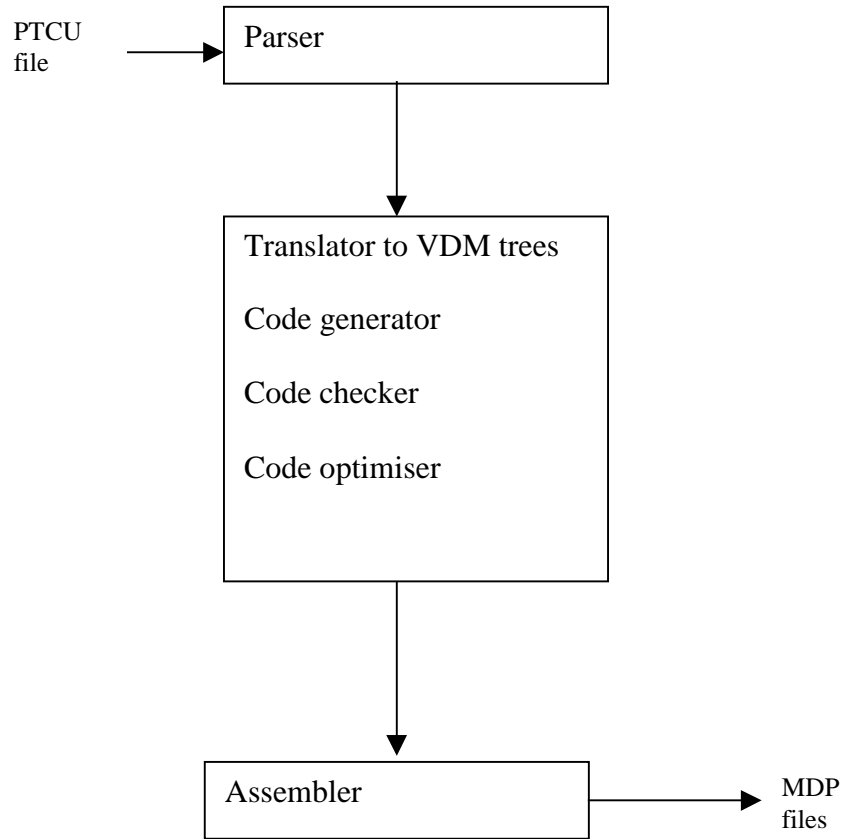 PTCU
file
Parser
Translator to VDM trees
Code generator
Code checker
Code optimiser
Assembler
MDP
files